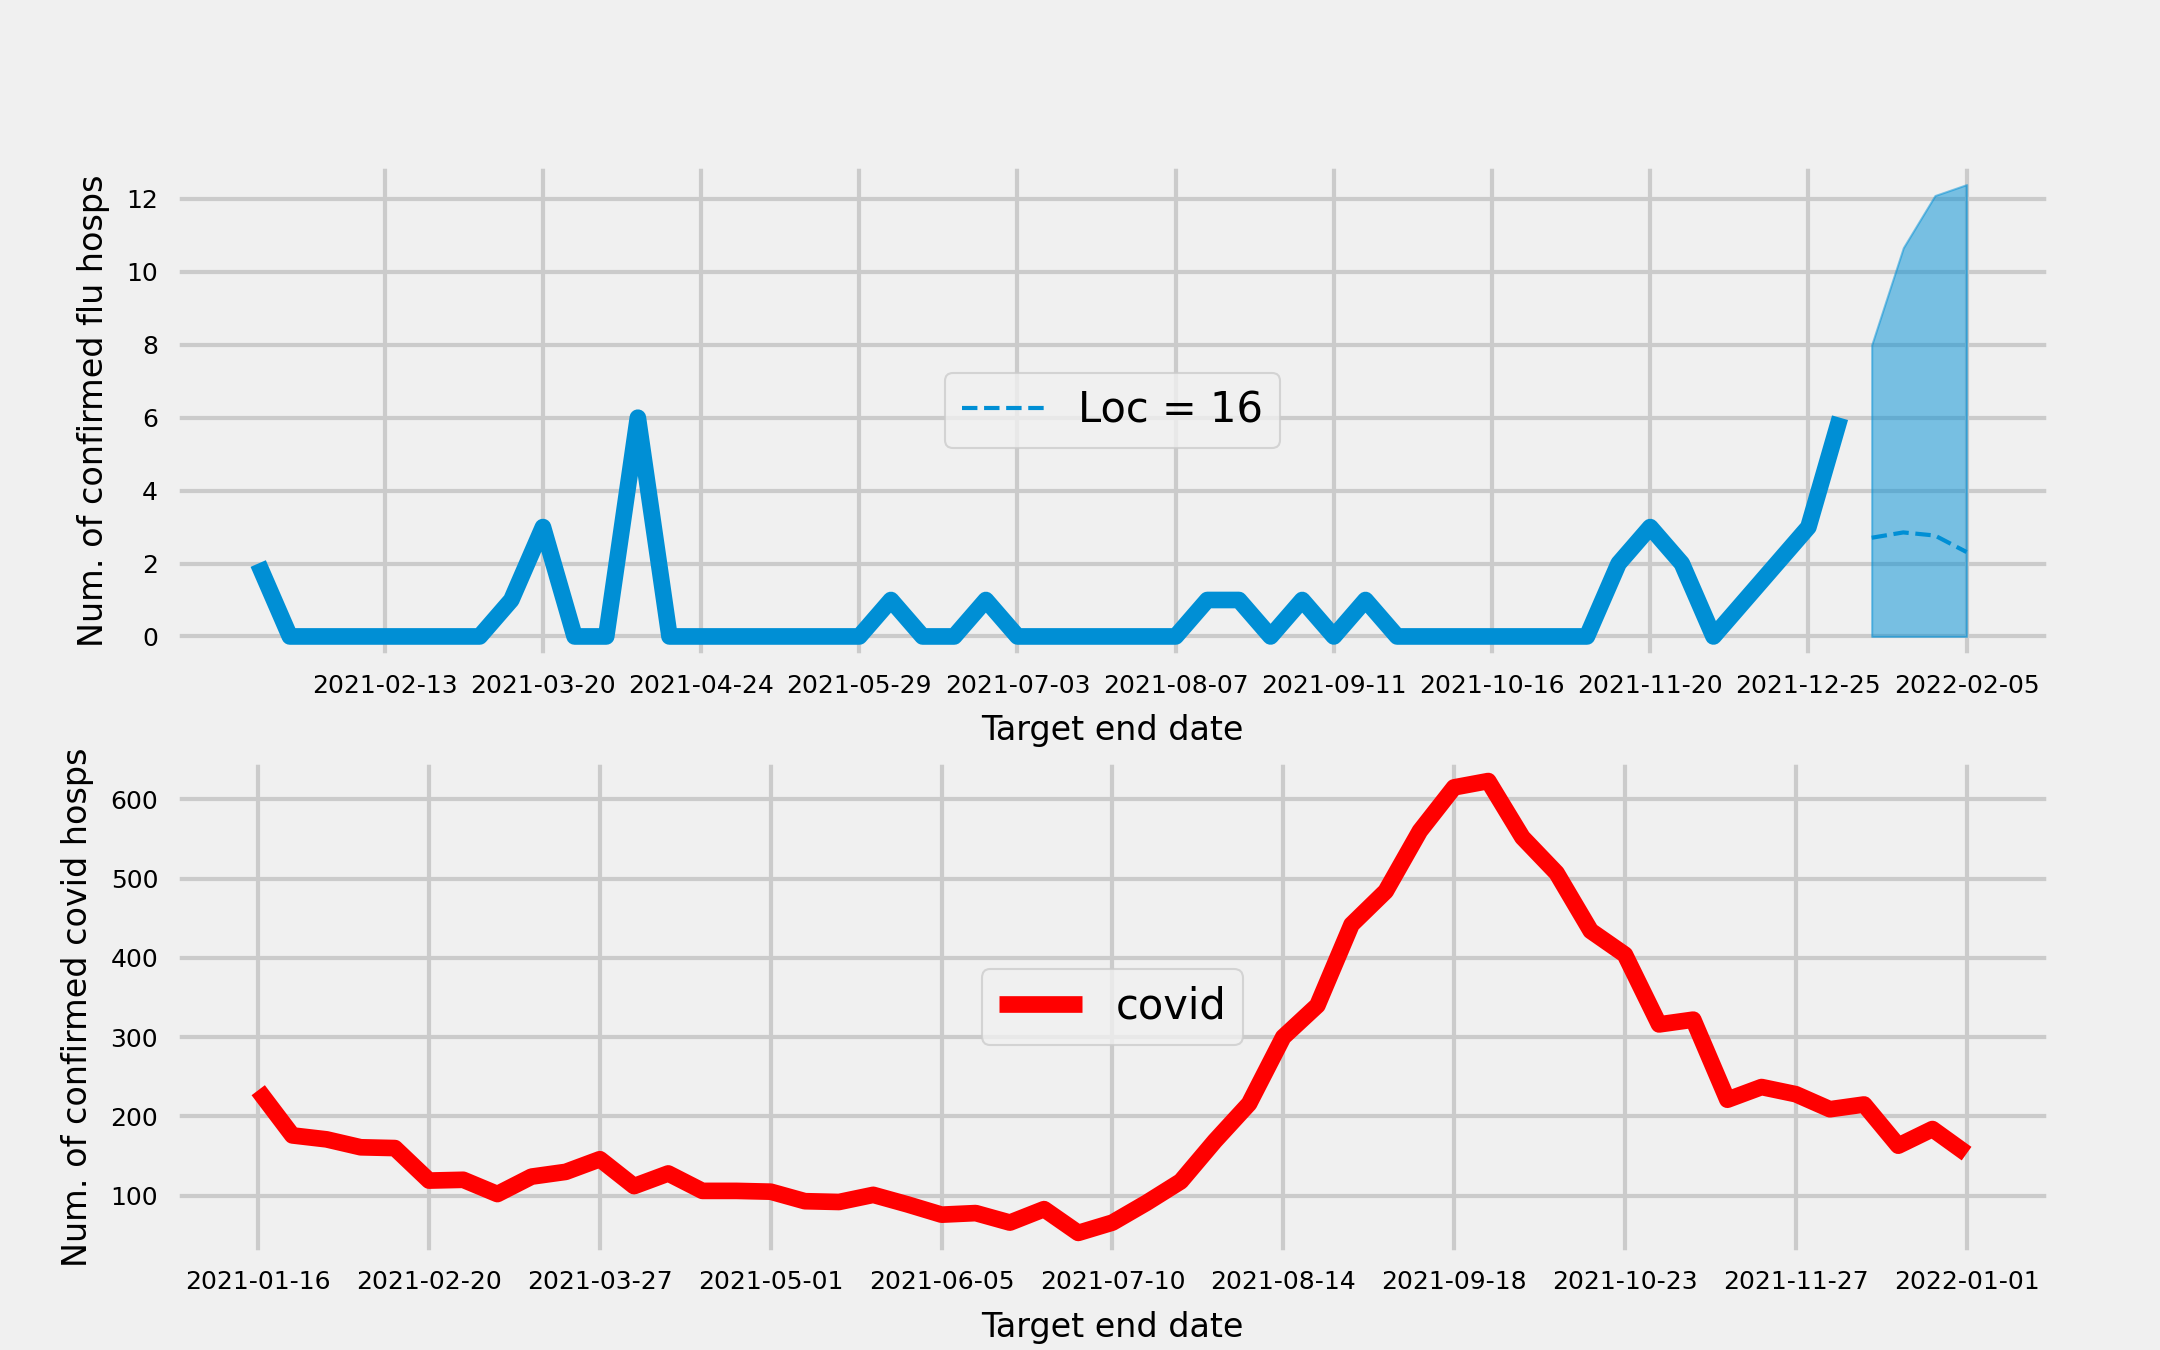 Num. of confirmed flu hosps
12
10
8
6
4
2
0
Loc = 16
2021-02-13 2021-03-20 2021-04-24 2021-05-29 2021-07-03 2021-08-07 2021-09-11 2021-10-16 2021-11-20 2021-12-25 2022-02-05
Target end date
Num. of confirmed covid hosps
600
500
400
300
200
100
covid
2021-01-16 2021-02-20 2021-03-27 2021-05-01 2021-06-05 2021-07-10 2021-08-14 2021-09-18 2021-10-23 2021-11-27 2022-01-01
Target end date